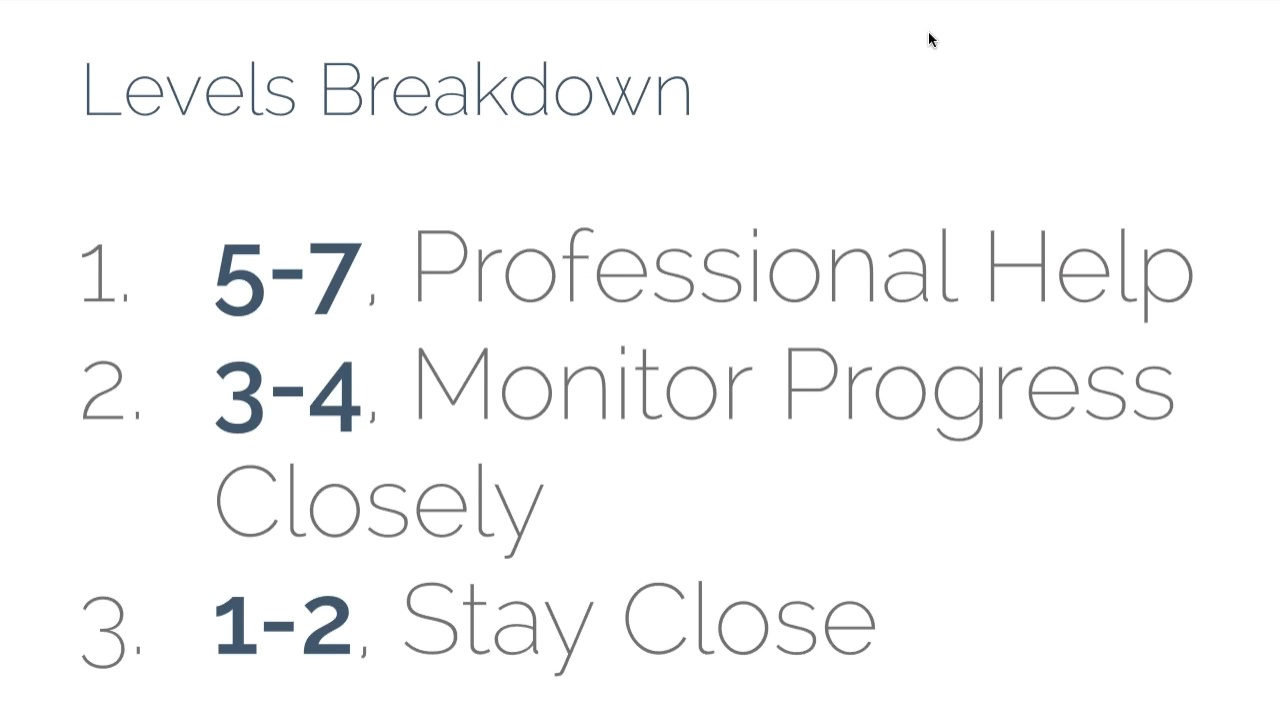 Levels Breakdown
1. 5-7, Professional Help
2. 3-4, Monitor Progress
Closely
3. 1-2, Stay Close